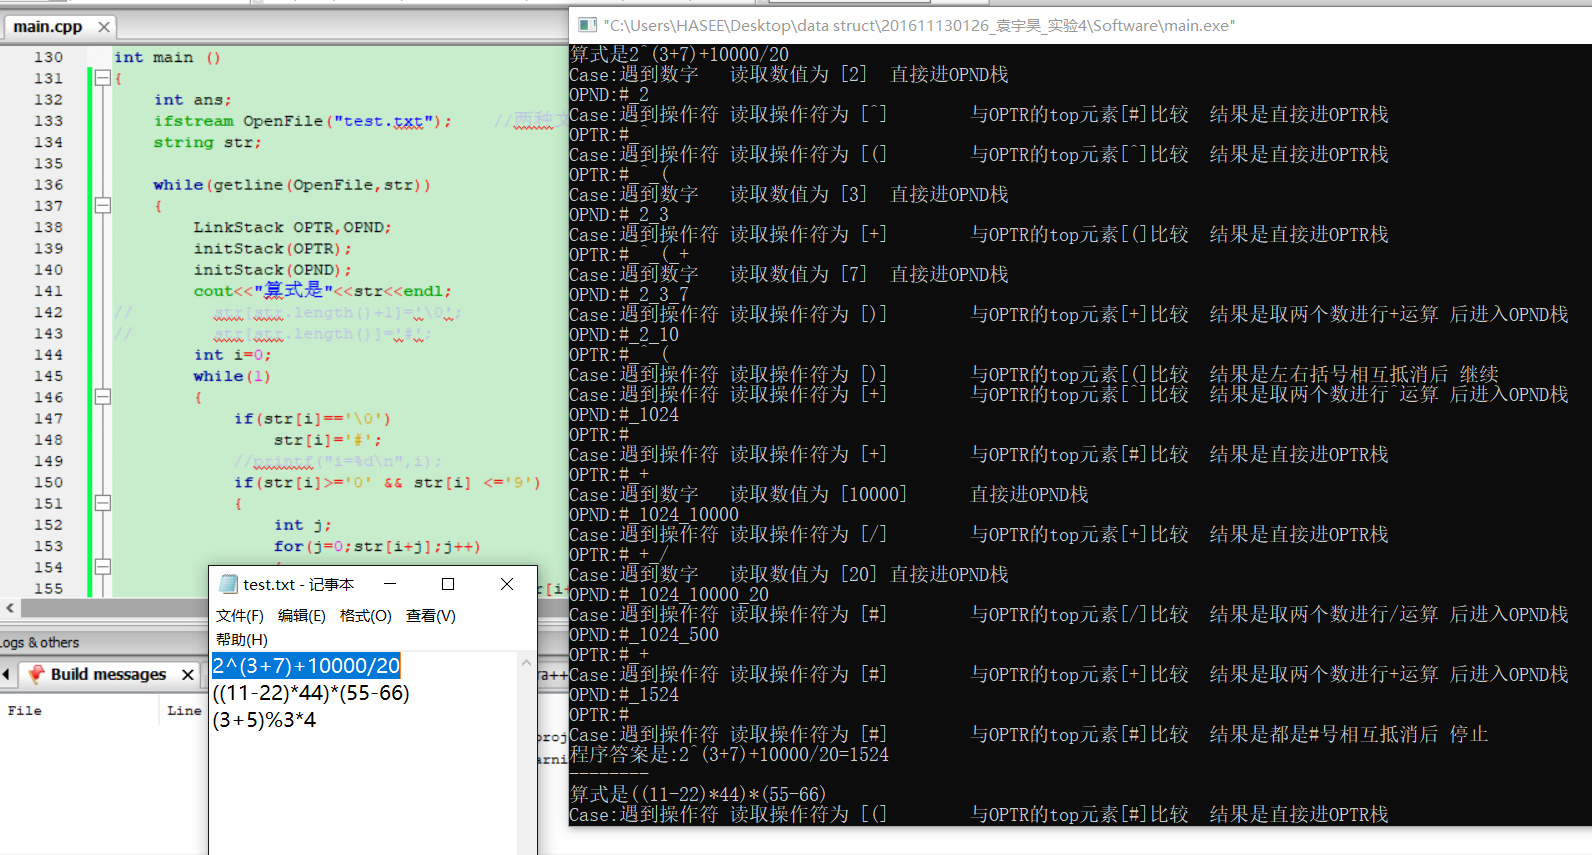 main.cpp
130 int main ()
131 {
132 int ans;
133 ifstream OpenFile("test.txt"); //两种文
134 string str;
135
136 while(getline(OpenFile,str))
137 {
138 LinkStack OPTR,OPND;
139 initStack(OPTR);
140 initStack(OPND);
141 cout<<"算式是"<<str<<endl;
142 // str[str.length()+1]='\0';
143 // str[str.length()]='#';
144 int i=0;
145 while(1)
146 {
147 if(str[i]=='\0')
148 str[i]='#';
149 //printf("i=%d\n",i);
150 if(str[i]>='0' && str[i] <='9')
151 {
152 int j;
153 for(j=0;str[i+j];j++)
154
155
Logs & others
Build messages
File Line
test.txt - 记事本
文件(F) 编辑(E) 格式(O) 查看(V)
帮助(H)
2^(3+7)+10000/20
((11-22)*44)*(55-66)
(3+5)%3*4
"C:\Users\HASEE\Desktop\data struct\201611130126_袁宇昊_实验4\Software\main.exe"
算式是2^(3+7)+10000/20
Case:遇到数字 读取数值为 [2] 直接进OPND栈
OPND:#_2
Case:遇到操作符 读取操作符为 [^] 与OPTR的top元素[#]比较 结果是直接进OPTR栈
OPTR:#_^
Case:遇到操作符 读取操作符为 [(] 与OPTR的top元素[^]比较 结果是直接进OPTR栈
OPTR:#_^_(
Case:遇到数字 读取数值为 [3] 直接进OPND栈
OPND:#_2_3
Case:遇到操作符 读取操作符为 [+] 与OPTR的top元素[(]比较 结果是直接进OPTR栈
OPTR:#_^_(_+
Case:遇到数字 读取数值为 [7] 直接进OPND栈
OPND:#_2_3_7
Case:遇到操作符 读取操作符为 [)] 与OPTR的top元素[+]比较 结果是取两个数进行+运算 后进入OPND栈
OPND:#_2_10
OPTR:#_^_(
Case:遇到操作符 读取操作符为 [)] 与OPTR的top元素[(]比较 结果是左右括号相互抵消后 继续
Case:遇到操作符 读取操作符为 [+] 与OPTR的top元素[^]比较 结果是取两个数进行^运算 后进入OPND栈
OPND:#_1024
OPTR:#
Case:遇到操作符 读取操作符为 [+] 与OPTR的top元素[#]比较 结果是直接进OPTR栈
OPTR:#_+
Case:遇到数字 读取数值为 [10000] 直接进OPND栈
OPND:#_1024_10000
Case:遇到操作符 读取操作符为 [/] 与OPTR的top元素[+]比较 结果是直接进OPTR栈
OPTR:#_+_/
Case:遇到数字 读取数值为 [20] 直接进OPND栈
OPND:#_1024_10000_20
Case:遇到操作符 读取操作符为 [#] 与OPTR的top元素[/]比较 结果是取两个数进行/运算 后进入OPND栈
OPND:#_1024_500
OPTR:#_+
Case:遇到操作符 读取操作符为 [#] 与OPTR的top元素[+]比较 结果是取两个数进行+运算 后进入OPND栈
OPND:#_1524
OPTR:#
Case:遇到操作符 读取操作符为 [#] 与OPTR的top元素[#]比较 结果是都是#号相互抵消后 停止
程序答案是:2^(3+7)+10000/20=1524
--------
算式是((11-22)*44)*(55-66)
Case:遇到操作符 读取操作符为 [(] 与OPTR的top元素[#]比较 结果是直接进OPTR栈